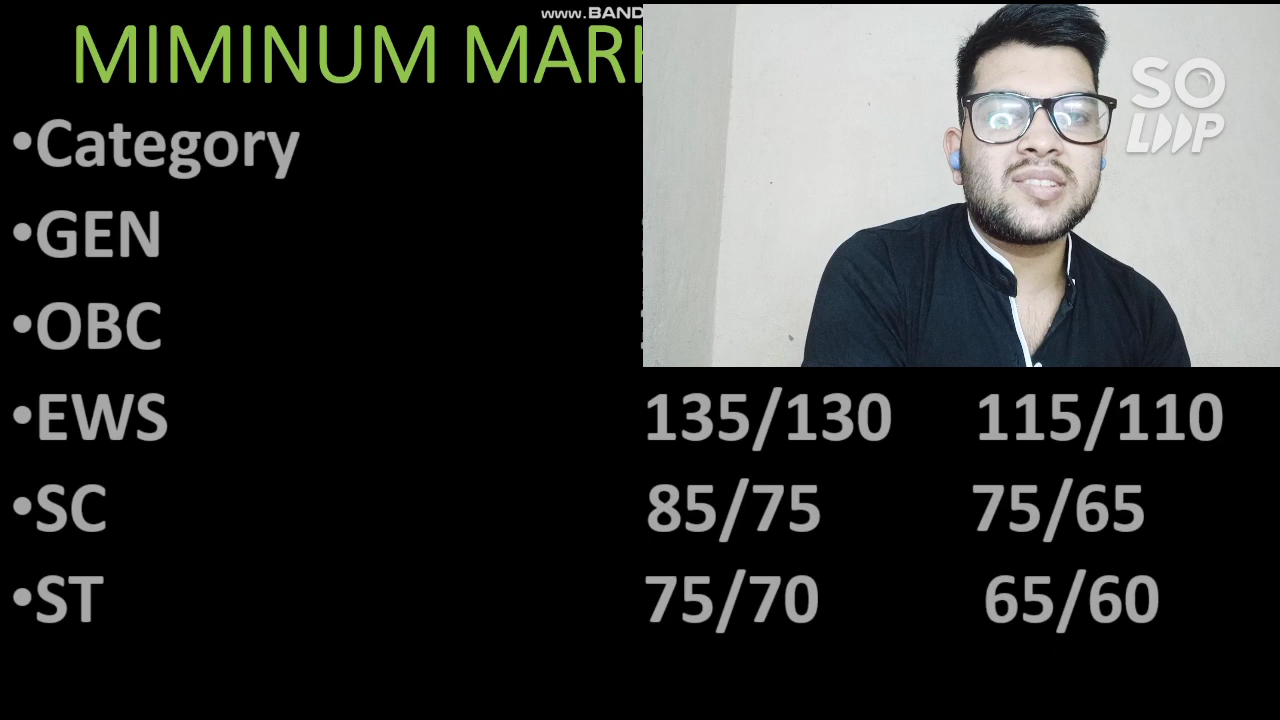 www.BAND
MIMINUM MAR
•Category
•GEN
•OBC
•EWS 135/130 115/110
•SC 85/75 75/65
•ST 75/70 65/60
SO
LOOP